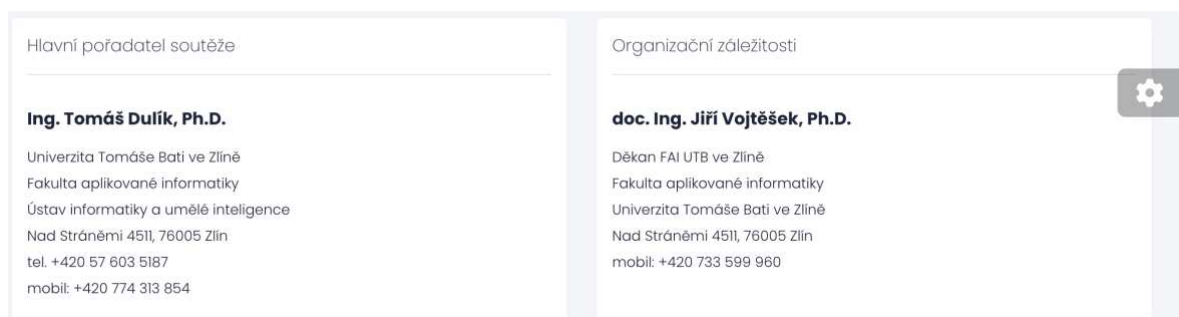 Hlavní pořadatel soutěže
Ing. Tomáš Dulík, Ph.D.
Univerzita Tomáše Bati ve Zlíně
Fakulta aplikované informatiky
Ústav informatiky a umělé inteligence
Nad Stráněmi 4511, 76005 Zlín
tel. +420 57 603 5187
mobil: +420 774 313 854
Organizační záležitosti
doc. Ing. Jiří Vojtěšek, Ph.D.
Děkan FAI UTB ve Zlíně
Fakulta aplikované informatiky
Univerzita Tomáše Bati ve Zlíně
Nad Stráněmi 4511, 76005 Zlín
mobil: +420 733 599 960